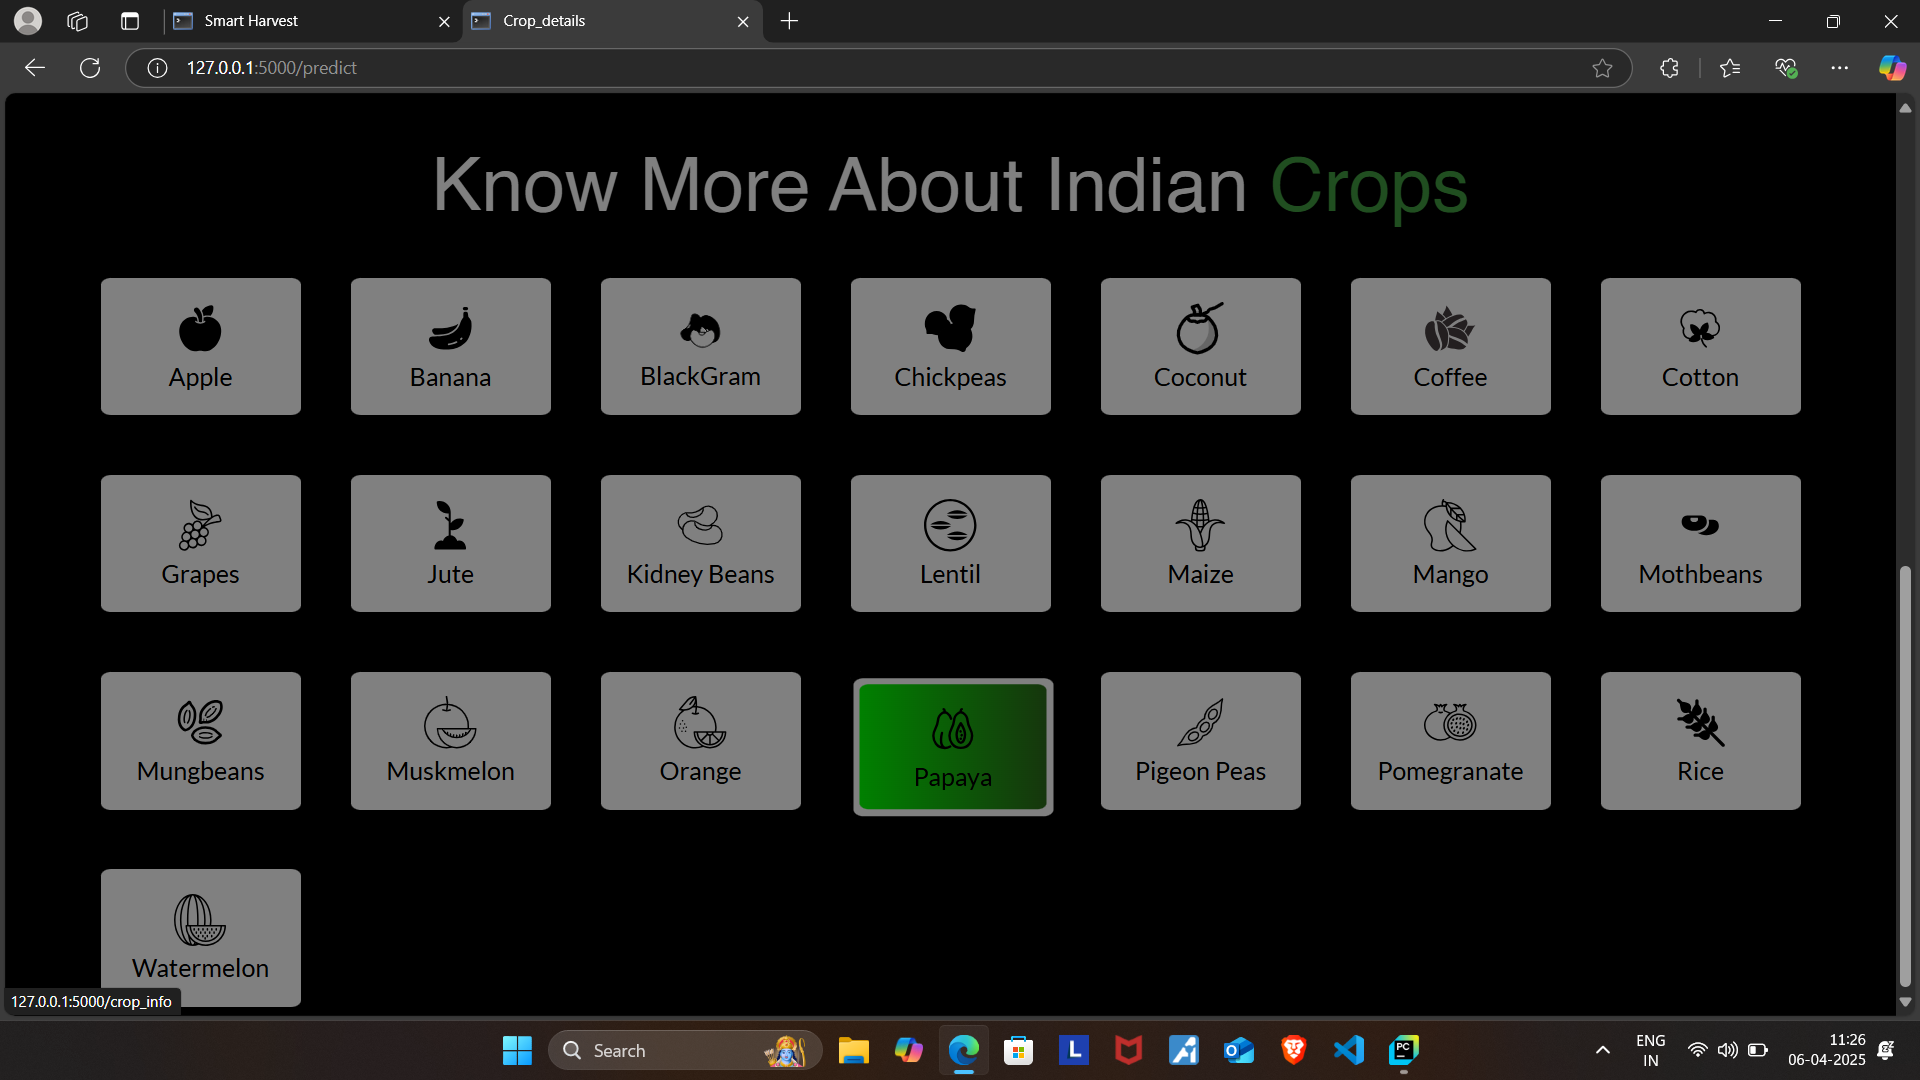 Smart Harvest
Crop_details
127.0.0.1:5000/predict
Know More About Indian Crops
Apple
Banana
BlackGram
Chickpeas
Coconut
Coffee
Cotton
Grapes
Jute
Kidney Beans
Lentil
Maize
Mango
Mothbeans
Mungbeans
Muskmelon
Orange
Papaya
Pigeon Peas
Pomegranate
Rice
Watermelon
127.0.0.1:5000/crop_info
Search
L
PC
ENG
IN
11:26
06-04-2025